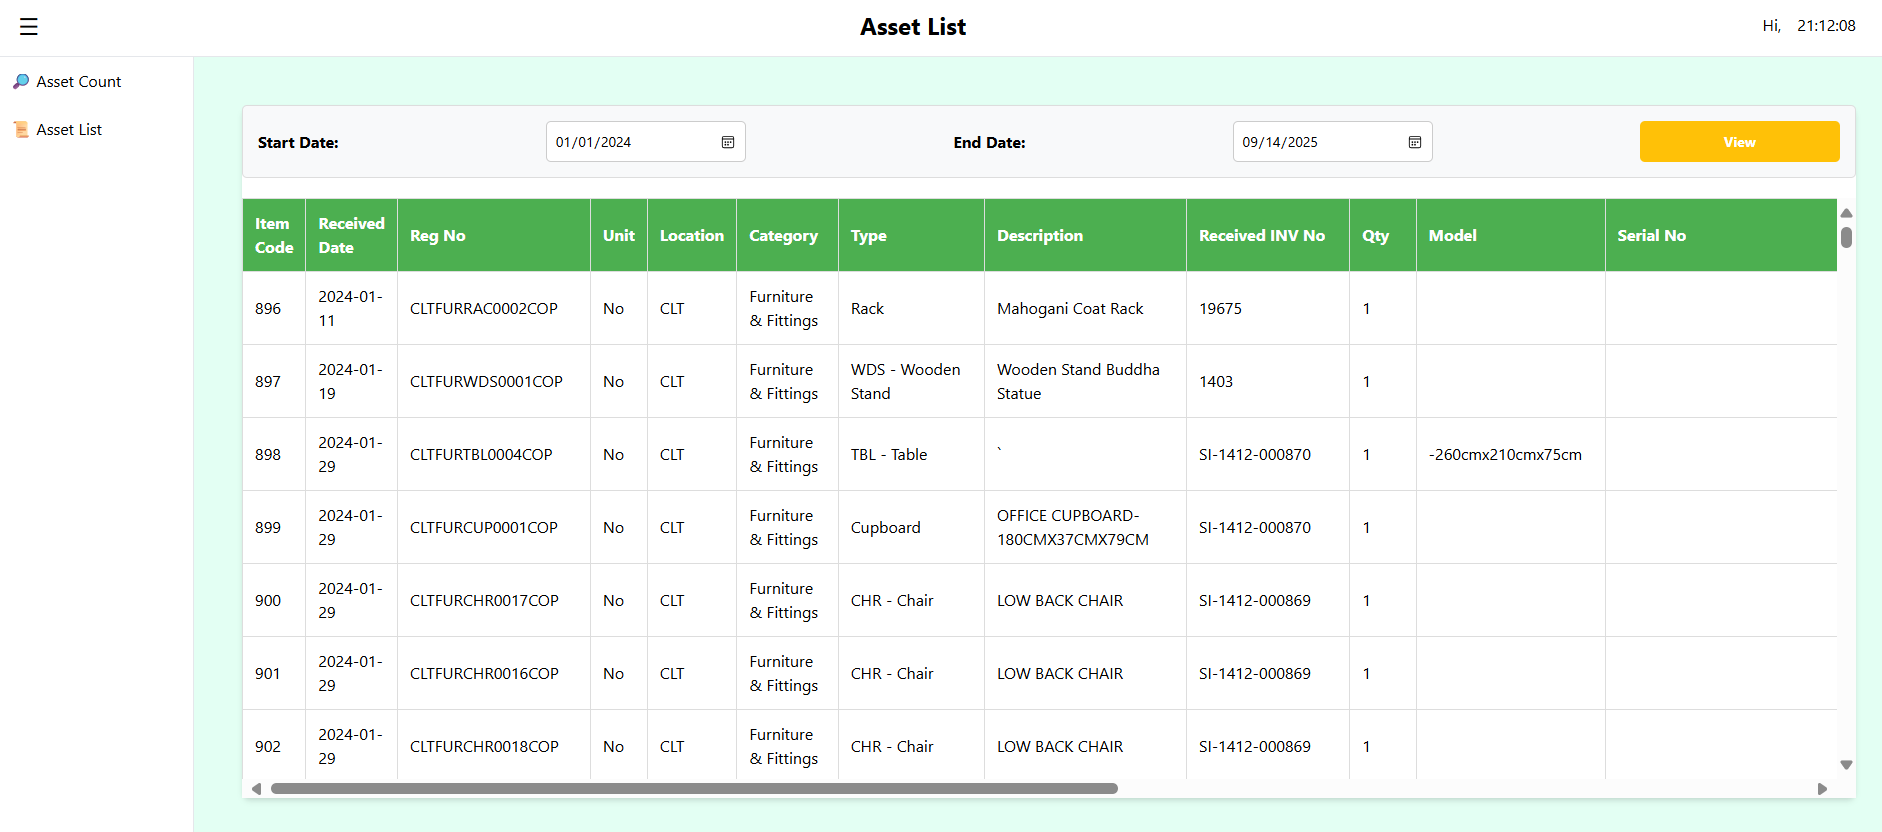 ☰ Asset List Hi, 21:12:08
Asset Count
Asset List
Start Date: 01/01/2024 End Date: 09/14/2025 View
Item Code Received Date Reg No Unit Location Category Type Description Received INV No Qty Model Serial No
896 2024-01-11 CLTFURRAC0002COP No CLT Furniture & Fittings Rack Mahogani Coat Rack 19675 1
897 2024-01-19 CLTFURWDS0001COP No CLT Furniture & Fittings WDS - Wooden Stand Wooden Stand Buddha Statue 1403 1
898 2024-01-29 CLTFURTBL0004COP No CLT Furniture & Fittings TBL - Table ` SI-1412-000870 1 -260cmx210cmx75cm
899 2024-01-29 CLTFURCUP0001COP No CLT Furniture & Fittings Cupboard OFFICE CUPBOARD-180CMX37CMX79CM SI-1412-000870 1
900 2024-01-29 CLTFURCHR0017COP No CLT Furniture & Fittings CHR - Chair LOW BACK CHAIR SI-1412-000869 1
901 2024-01-29 CLTFURCHR0016COP No CLT Furniture & Fittings CHR - Chair LOW BACK CHAIR SI-1412-000869 1
902 2024-01-29 CLTFURCHR0018COP No CLT Furniture & Fittings CHR - Chair LOW BACK CHAIR SI-1412-000869 1